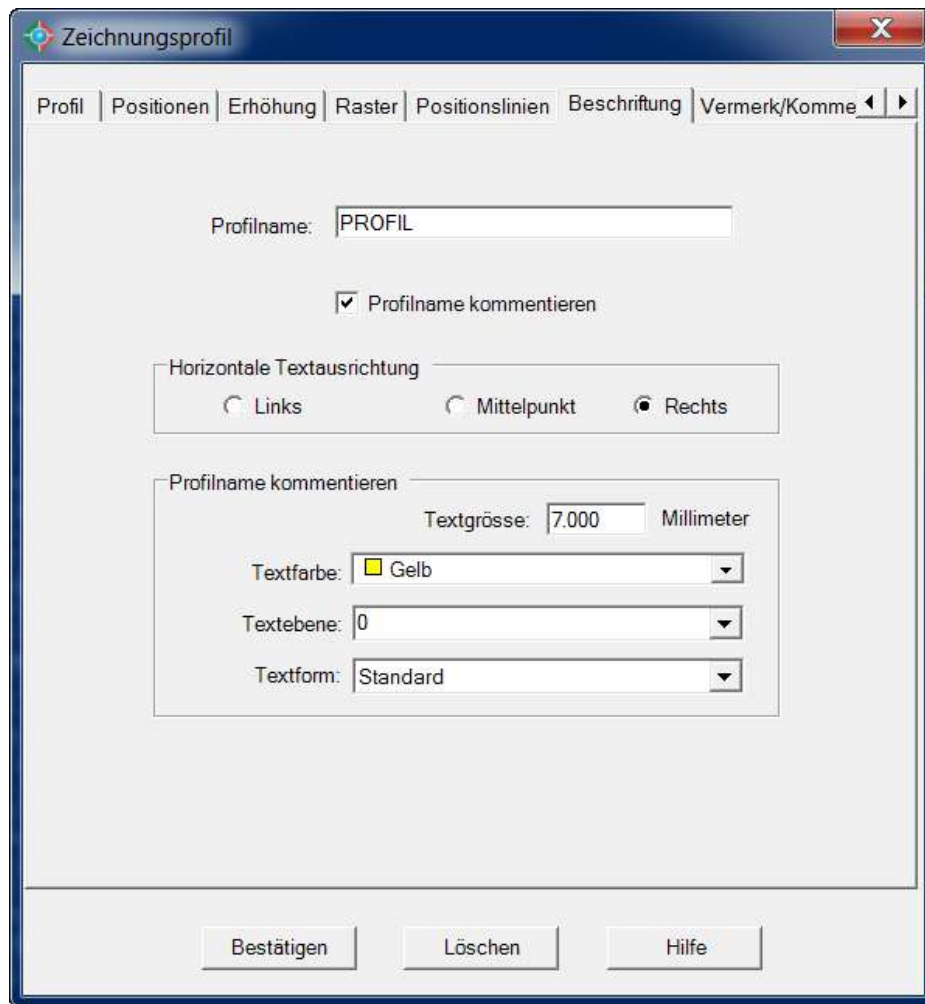 Zeichnungsprofil
Profil Positionen Erhöhung Raster Positionslinien Beschriftung Vermerk/Komme
Profilname: PROFIL
Profilname kommentieren
Horizontale Textausrichtung
Links Mittelpunkt Rechts
Profilname kommentieren
Textgrösse: 7.000 Millimeter
Textfarbe: Gelb
Textebene: 0
Textform: Standard
Bestätigen Löschen Hilfe